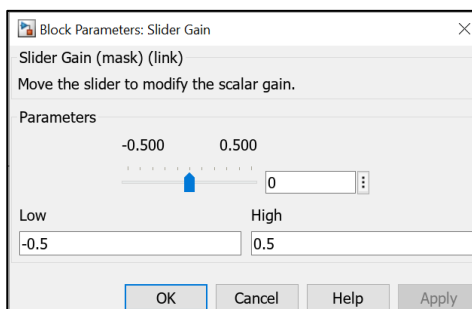 Block Parameters: Slider Gain
Slider Gain (mask) (link)
Move the slider to modify the scalar gain.
Parameters
-0.500 0.500
0
Low High
-0.5 0.5
OK Cancel Help Apply